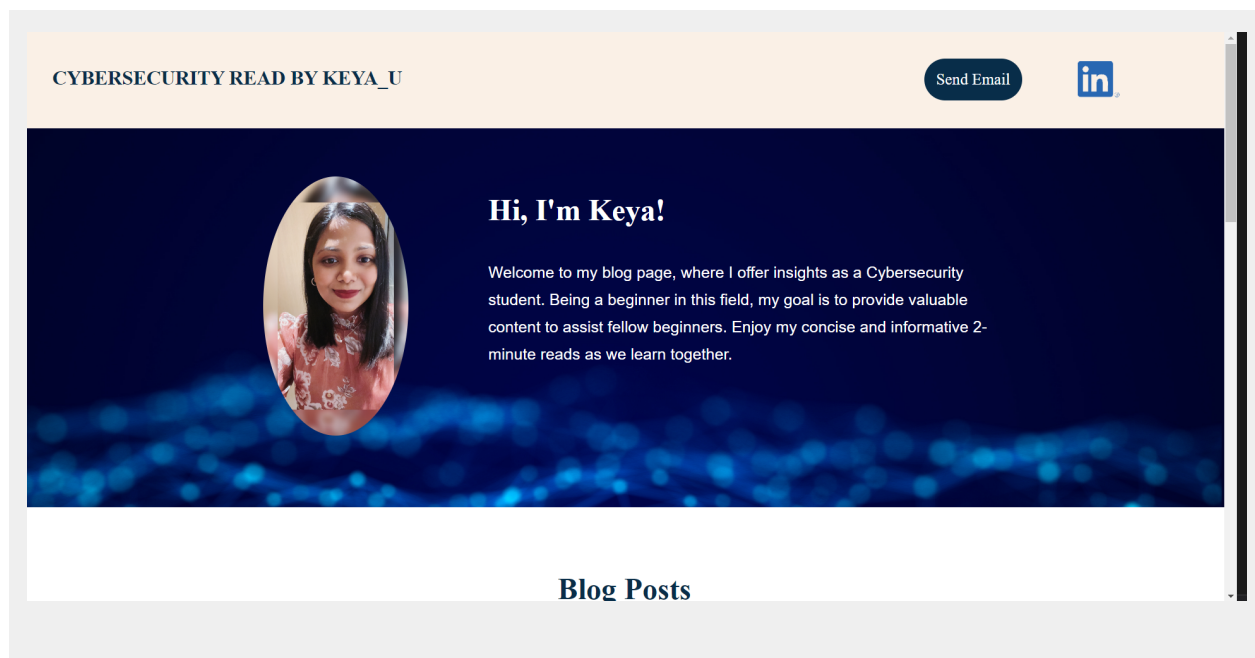 CYBERSECURITY READ BY KEYA_U
Send Email
in
Hi, I'm Keya!
Welcome to my blog page, where I offer insights as a Cybersecurity
student. Being a beginner in this field, my goal is to provide valuable
content to assist fellow beginners. Enjoy my concise and informative 2-
minute reads as we learn together.
Blog Posts